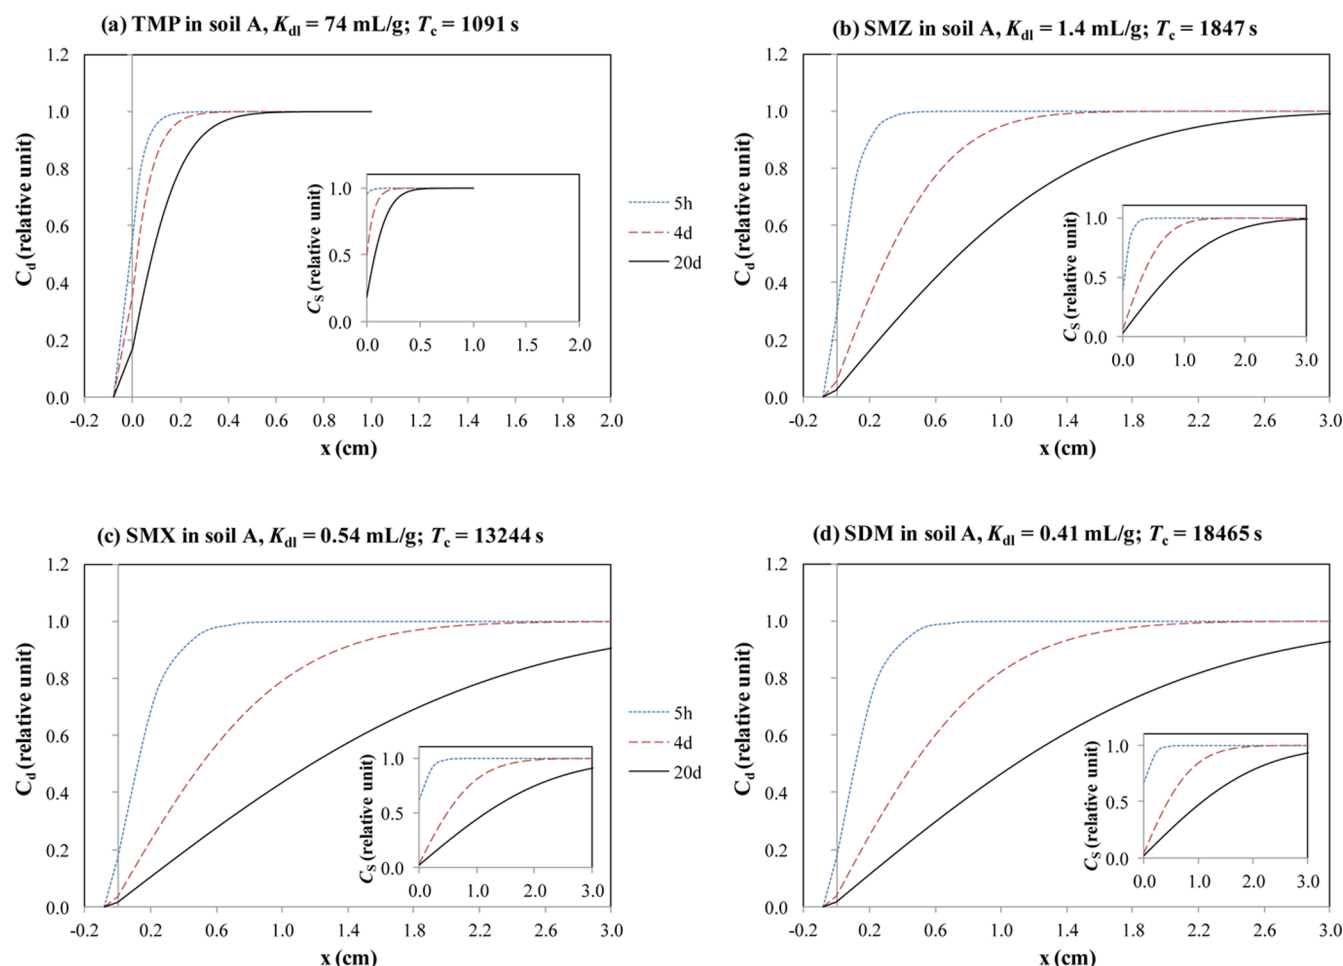 (a) TMP in soil A, Kdl = 74 mL/g; Tc = 1091 s
1.2
1.0
0.8
0.6
0.4
0.2
0.0
Cd (relative unit)
-0.2 0.0 0.2 0.4 0.6 0.8 1.0 1.2 1.4 1.6 1.8 2.0
x (cm)
CS (relative unit)
1.0
0.5
0.0
0.0 0.5 1.0 1.5 2.0
5h
4d
20d
(b) SMZ in soil A, Kdl = 1.4 mL/g; Tc = 1847 s
1.2
1.0
0.8
0.6
0.4
0.2
0.0
Cd (relative unit)
-0.2 0.2 0.6 1.0 1.4 1.8 2.2 2.6 3.0
x (cm)
CS (relative unit)
1.0
0.5
0.0
0.0 1.0 2.0 3.0
(c) SMX in soil A, Kdl = 0.54 mL/g; Tc = 13244 s
1.2
1.0
0.8
0.6
0.4
0.2
0.0
Cd (relative unit)
-0.2 0.2 0.6 1.0 1.4 1.8 2.2 2.6 3.0
x (cm)
CS (relative unit)
1.0
0.5
0.0
0.0 1.0 2.0 3.0
5h
4d
20d
(d) SDM in soil A, Kdl = 0.41 mL/g; Tc = 18465 s
1.2
1.0
0.8
0.6
0.4
0.2
0.0
Cd (relative unit)
-0.2 0.2 0.6 1.0 1.4 1.8 2.2 2.6 3.0
x (cm)
CS (relative unit)
1.0
0.5
0.0
0.0 1.0 2.0 3.0